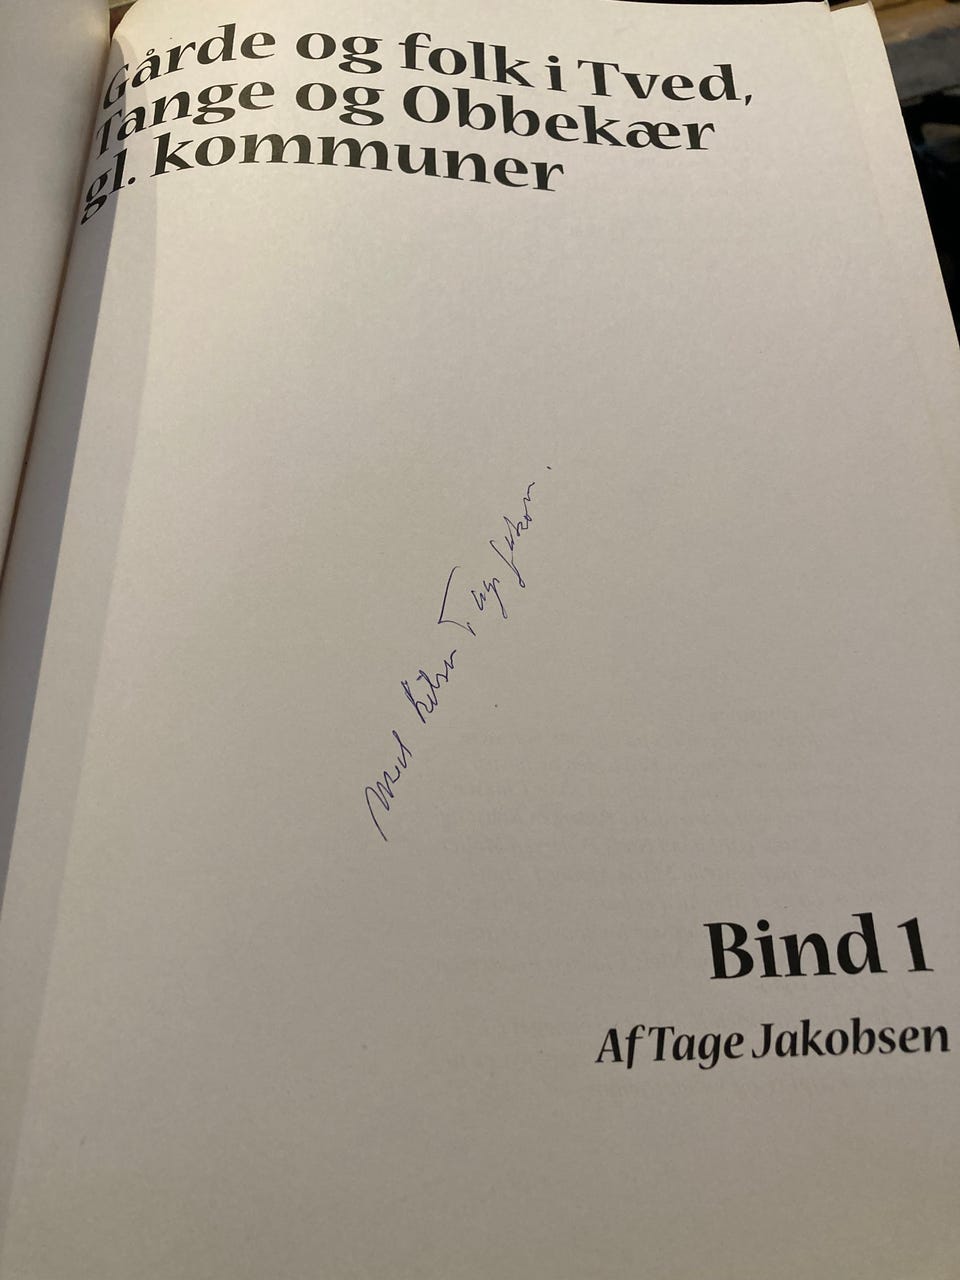 Gårde og folk i Tved,
Tange og Obbekær
gl. kommuner
Med hilsen Tage Jakobsen.
Bind 1
Af Tage Jakobsen